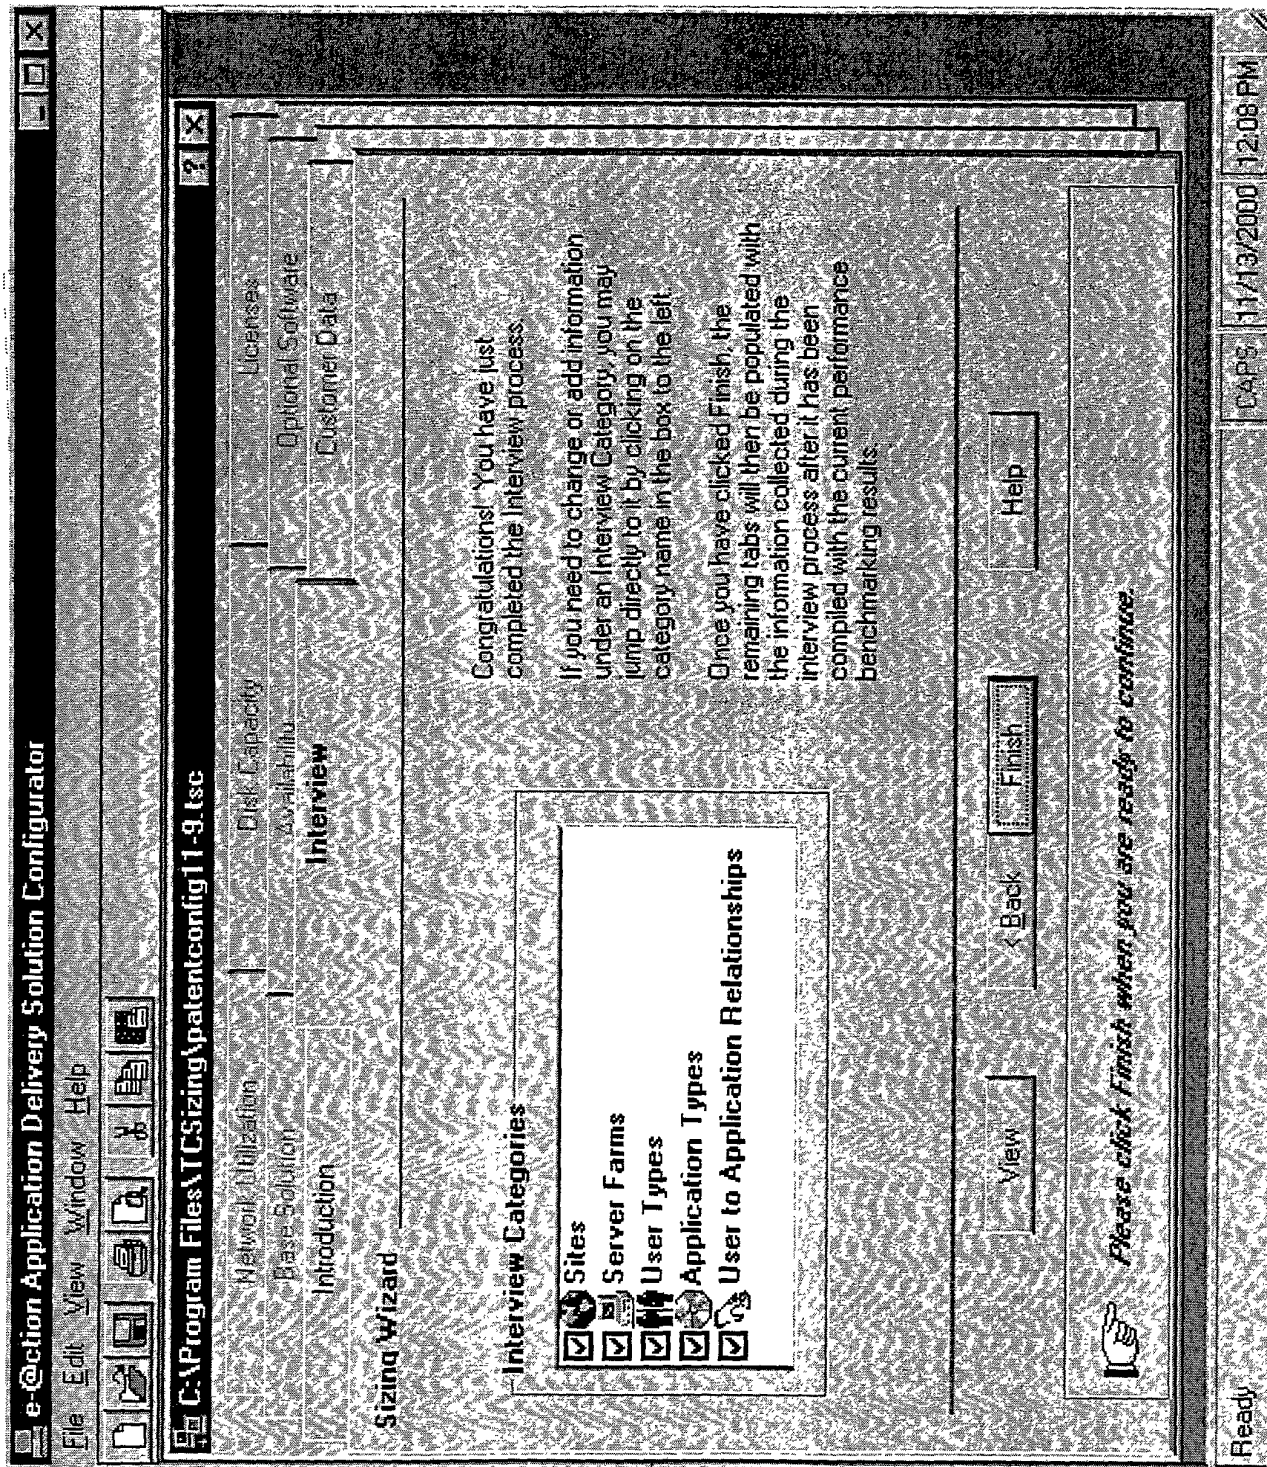 e-@ction Application Delivery Solution Configurator
File Edit View Window Help
C:\Program Files\TCSizing\patentconfig11-9.tsc
Network Utilization Disk Capacity Licenses
Base Solution Availability Optional Software
Introduction Interview Customer Data
Sizing Wizard
Interview Categories
Sites
Server Farms
User Types
Application Types
User to Application Relationships
Congratulations! You have just
completed the Interview process.
If you need to change or add information
under an Interview Category, you may
jump directly to it by clicking on the
category name in the box to the left.
Once you have clicked Finish, the
remaining tabs will then be populated with
the information collected during the
interview process after it has been
compiled with the current performance
benchmarking results.
View < Back Finish Help
Please click Finish when you are ready to continue.
Ready CAPS 11/13/2000 12:08 PM